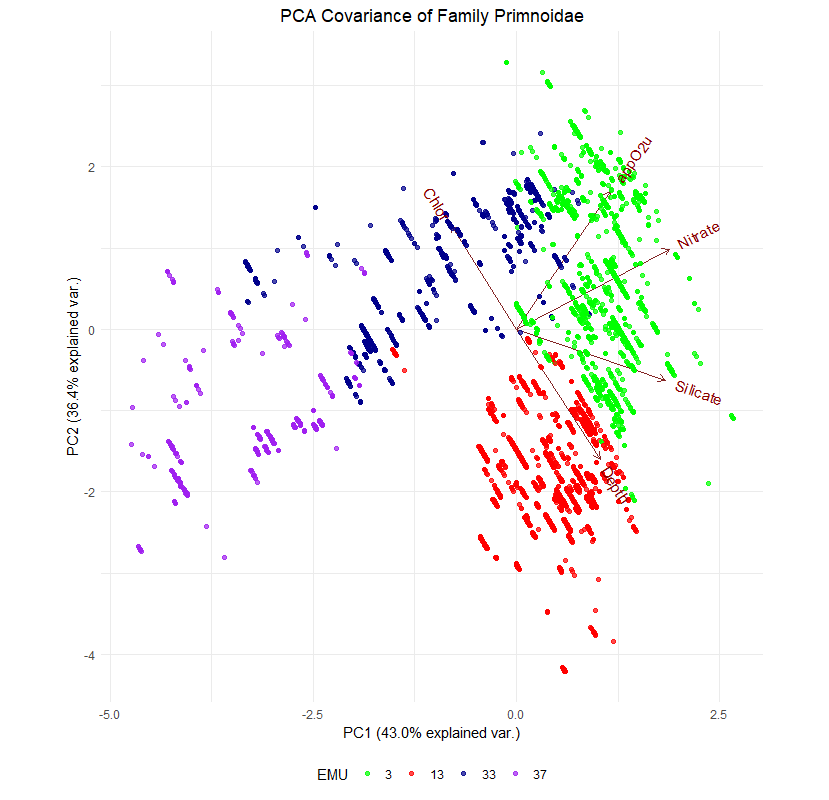 PCA Covariance of Family Primnoidae
appO2u
Chlor
Nitrate
Silicate
Depth
2
0
-2
-4
PC2 (36.4% explained var.)
-5.0 -2.5 0.0 2.5
PC1 (43.0% explained var.)
EMU 3 13 33 37